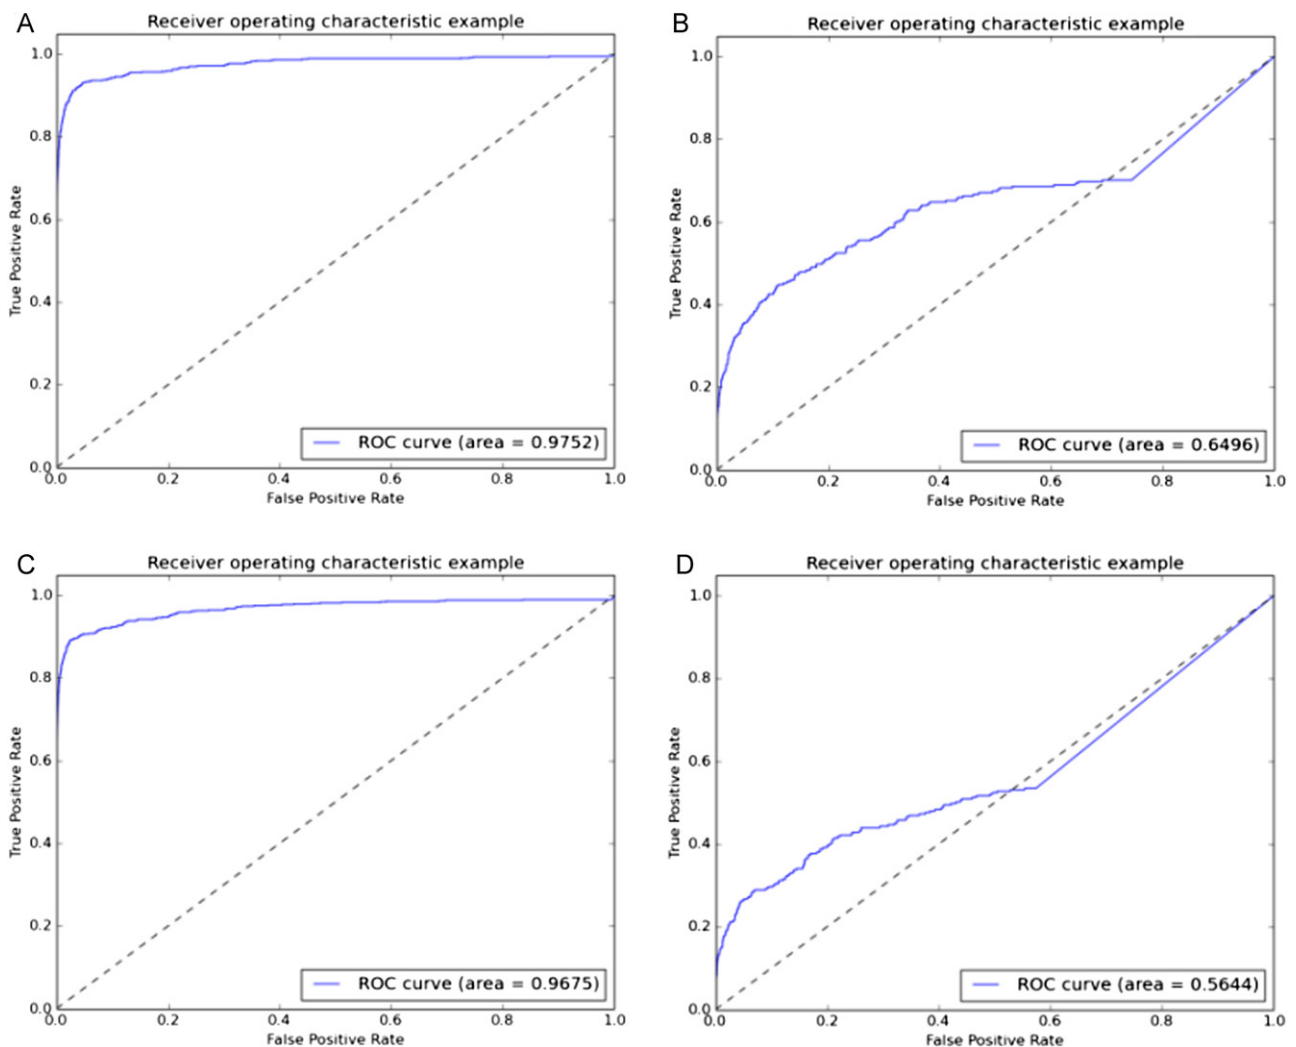 A
Receiver operating characteristic example
1.0
0.8
0.6
0.4
0.2
0.0
True Positive Rate
ROC curve (area = 0.9752)
0.0 0.2 0.4 0.6 0.8 1.0
False Positive Rate
B
Receiver operating characteristic example
1.0
0.8
0.6
0.4
0.2
0.0
True Positive Rate
ROC curve (area = 0.6496)
0.0 0.2 0.4 0.6 0.8 1.0
False Positive Rate
C
Receiver operating characteristic example
1.0
0.8
0.6
0.4
0.2
0.0
True Positive Rate
ROC curve (area = 0.9675)
0.0 0.2 0.4 0.6 0.8 1.0
False Positive Rate
D
Receiver operating characteristic example
1.0
0.8
0.6
0.4
0.2
0.0
True Positive Rate
ROC curve (area = 0.5644)
0.0 0.2 0.4 0.6 0.8 1.0
False Positive Rate